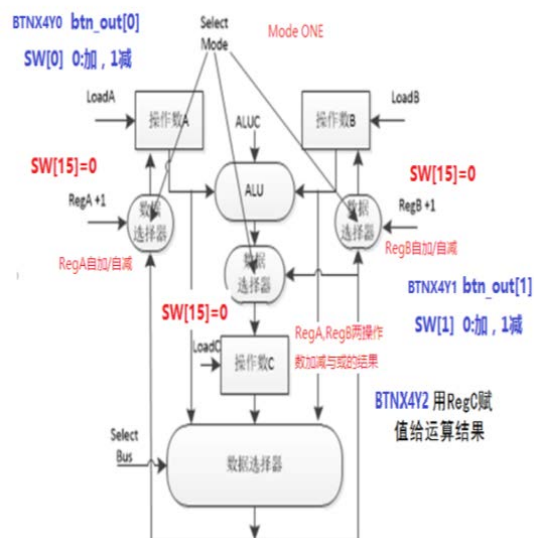 BTNX4Y0 btn_out[0]
SW[0] 0:加，1减
Select
Mode
Mode ONE
LoadA
操作数A
ALUC
操作数B
LoadB
SW[15]=0
SW[15]=0
ALU
RegA +1
数据
选择器
数据
选择器
RegB +1
RegA自加/自减
RegB自加/自减
数据
选择器
BTNX4Y1 btn_out[1]
SW[1] 0:加，1减
SW[15]=0
LoadC
操作数C
RegA,RegB两操作
数加减与或的结果
BTNX4Y2 用RegC赋
值给运算结果
Select
Bus
数据选择器